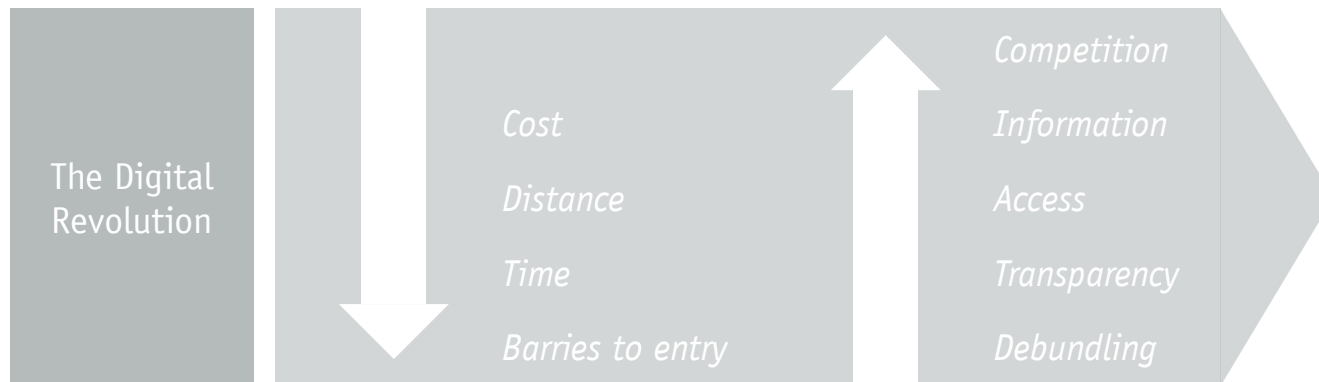 The Digital
Revolution
Cost
Distance
Time
Barries to entry
Competition
Information
Access
Transparency
Debundling